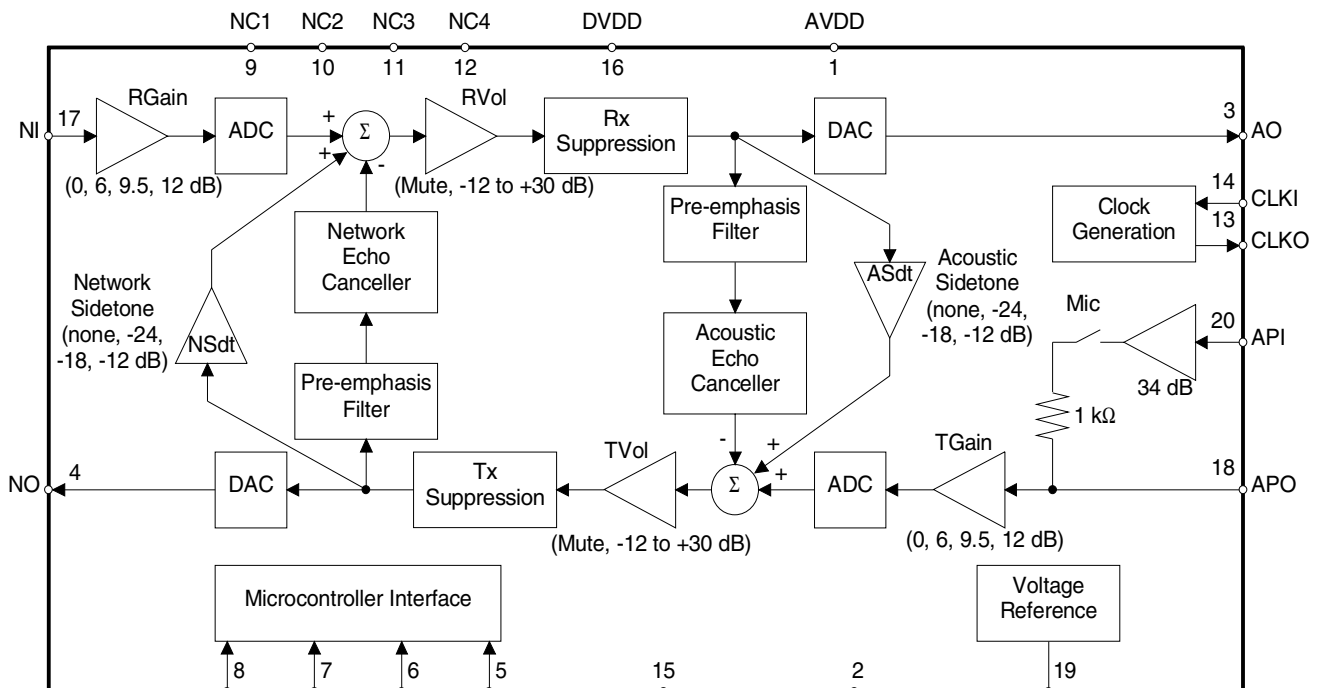 NC1 NC2 NC3 NC4 DVDD AVDD
9 10 11 12 16 1
NI 17 RGain
ADC
+
+
-
Σ
RVol
Rx
Suppression
DAC
3
AO
(0, 6, 9.5, 12 dB)
(Mute, -12 to +30 dB)
14
CLKI
Clock
Generation
13
CLKO
Pre-emphasis
Filter
Network
Echo
Canceller
ASdt
Acoustic
Sidetone
(none, -24,
-18, -12 dB)
Network
Sidetone
(none, -24,
-18, -12 dB)
NSdt
Mic
20
API
34 dB
Acoustic
Echo
Canceller
Pre-emphasis
Filter
1 kΩ
NO 4
DAC
Tx
Suppression
TVol
-
+
+
Σ
ADC
TGain
18
APO
(Mute, -12 to +30 dB)
(0, 6, 9.5, 12 dB)
Microcontroller Interface
Voltage
Reference
8 7 6 5 15 2 19